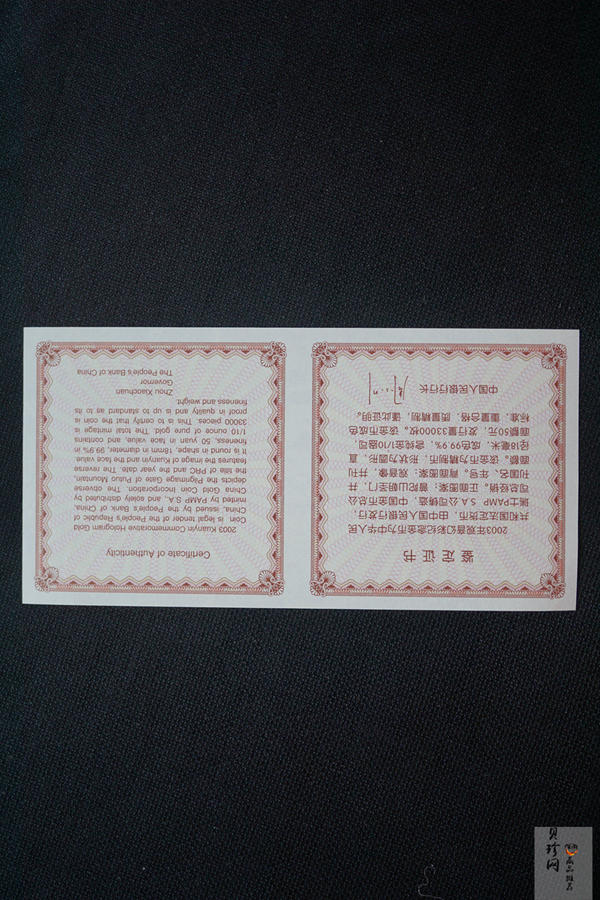 鉴 定 证 书
2003年观音幻彩纪念金币为中华人民
共和国法定货币，由中国人民银行发行，
瑞士PAMP S.A.公司铸造，中国金币总公
司总经销。正面图案：普陀山朝圣门，并
刊国名、年号。背面图案：观音像，并刊
面额。该金币为精制币，形状为圆形，直
径18毫米，成色99.9%，含纯金1/10盎司，
面额50元，发行量33000枚。该金币成色
标准，重量合格，质量精制，谨此证明。
中国人民银行行长
Certificate of Authenticity
2003 Kuanyin Commemorative Hologram Gold
Coin is legal tender of the People's Republic of
China, issued by the People's Bank of China,
minted by PAMP S.A., and solely distributed by
China Gold Coin Incorporation. The obverse
depicts the Pilgrimage Gate of Putuo Mountain,
the title of PRC and the year date. The reverse
features the image of Kuanyin and the face value.
It is round in shape, 18mm in diameter, 99.9% in
fineness, 50 yuan in face value, and contains
1/10 ounce of pure gold. The total mintage is
33000 pieces. This is to certify that the coin is
proof in quality and is up to standard as to its
fineness and weight.
Zhou Xiaochuan
Governor
The People's Bank of China
贝珍网
藏品推荐